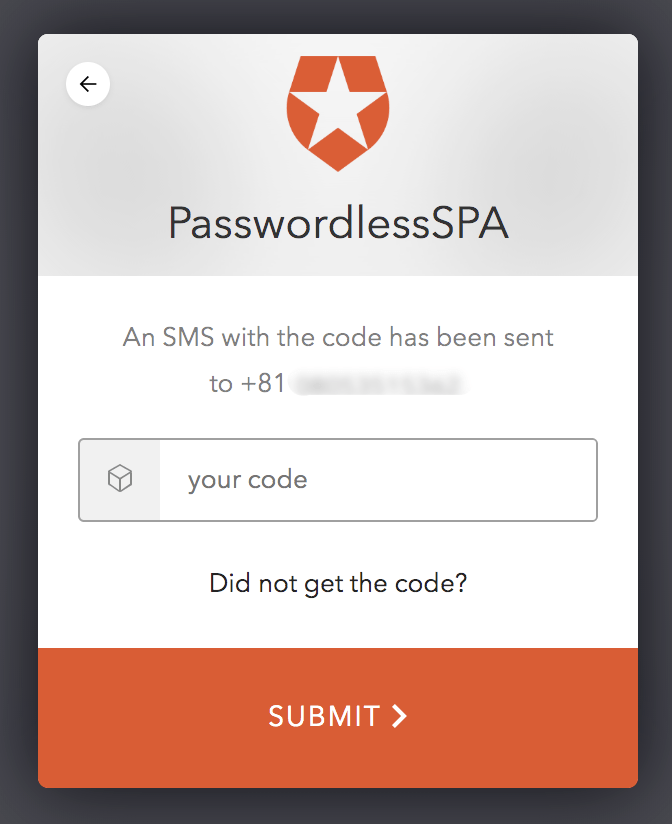 PasswordlessSPA
An SMS with the code has been sent
to +81
your code
Did not get the code?
SUBMIT